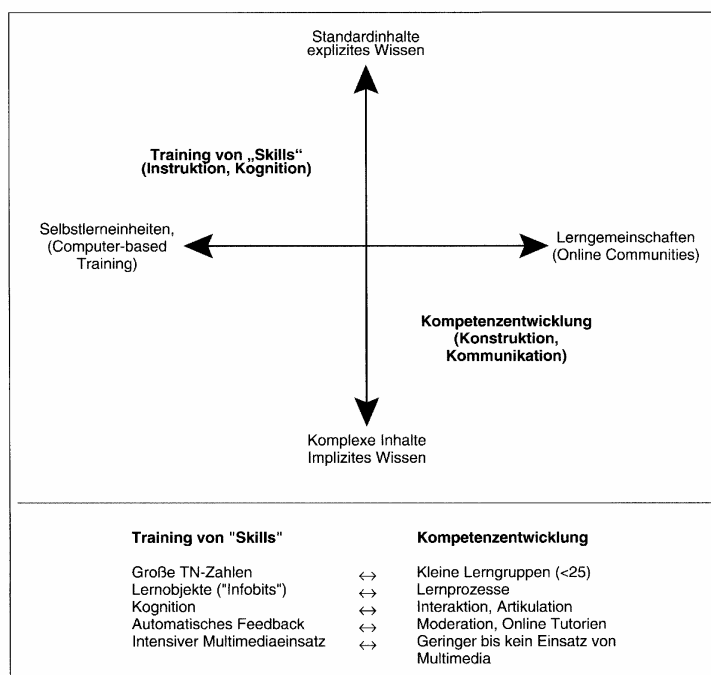 Standardinhalte
explizites Wissen
Training von „Skills“
(Instruktion, Kognition)
Selbstlerneinheiten,
(Computer-based
Training)
Lerngemeinschaften
(Online Communities)
Kompetenzentwicklung
(Konstruktion,
Kommunikation)
Komplexe Inhalte
Implizites Wissen
Training von "Skills" Kompetenzentwicklung
Große TN-Zahlen ↔ Kleine Lerngruppen (<25)
Lernobjekte ("Infobits") ↔ Lernprozesse
Kognition ↔ Interaktion, Artikulation
Automatisches Feedback ↔ Moderation, Online Tutorien
Intensiver Multimediaeinsatz ↔ Geringer bis kein Einsatz von
Multimedia